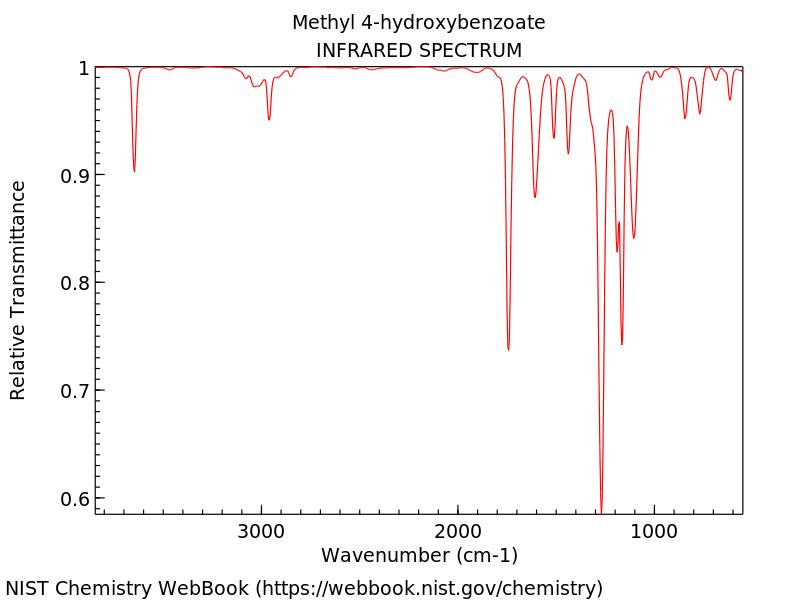 Methyl 4-hydroxybenzoate
INFRARED SPECTRUM
1
0.9
0.8
0.7
0.6
Relative Transmittance
3000
2000
1000
Wavenumber (cm-1)
NIST Chemistry WebBook (https://webbook.nist.gov/chemistry)